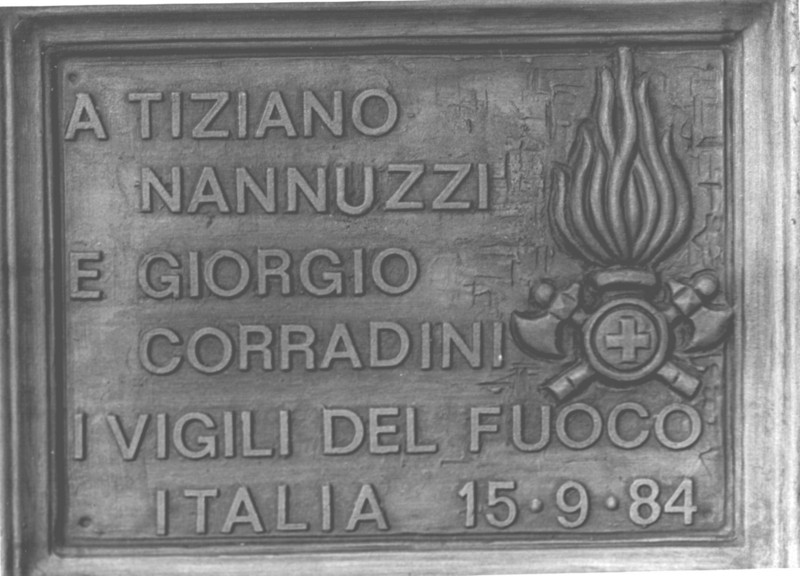 A TIZIANO
NANNUZZI
E GIORGIO
CORRADINI
I VIGILI DEL FUOCO
ITALIA 15·9·84